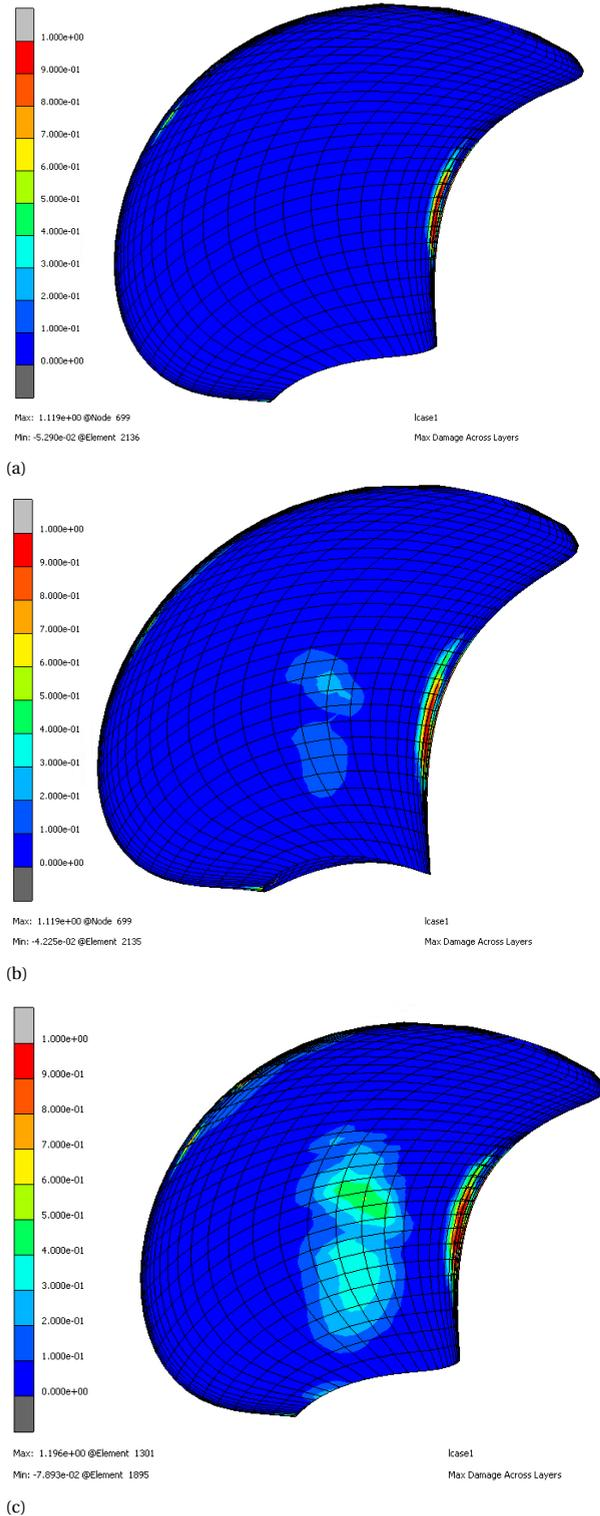 1.000e+00
9.000e-01
8.000e-01
7.000e-01
6.000e-01
5.000e-01
4.000e-01
3.000e-01
2.000e-01
1.000e-01
0.000e+00
Max: 1.119e+00 @Node 699
lcase1
Min: -5.290e-02 @Element 2136
Max Damage Across Layers
(a)
1.000e+00
9.000e-01
8.000e-01
7.000e-01
6.000e-01
5.000e-01
4.000e-01
3.000e-01
2.000e-01
1.000e-01
0.000e+00
Max: 1.119e+00 @Node 699
lcase1
Min: -4.225e-02 @Element 2135
Max Damage Across Layers
(b)
1.000e+00
9.000e-01
8.000e-01
7.000e-01
6.000e-01
5.000e-01
4.000e-01
3.000e-01
2.000e-01
1.000e-01
0.000e+00
Max: 1.196e+00 @Element 1301
lcase1
Min: -7.893e-02 @Element 1895
Max Damage Across Layers
(c)